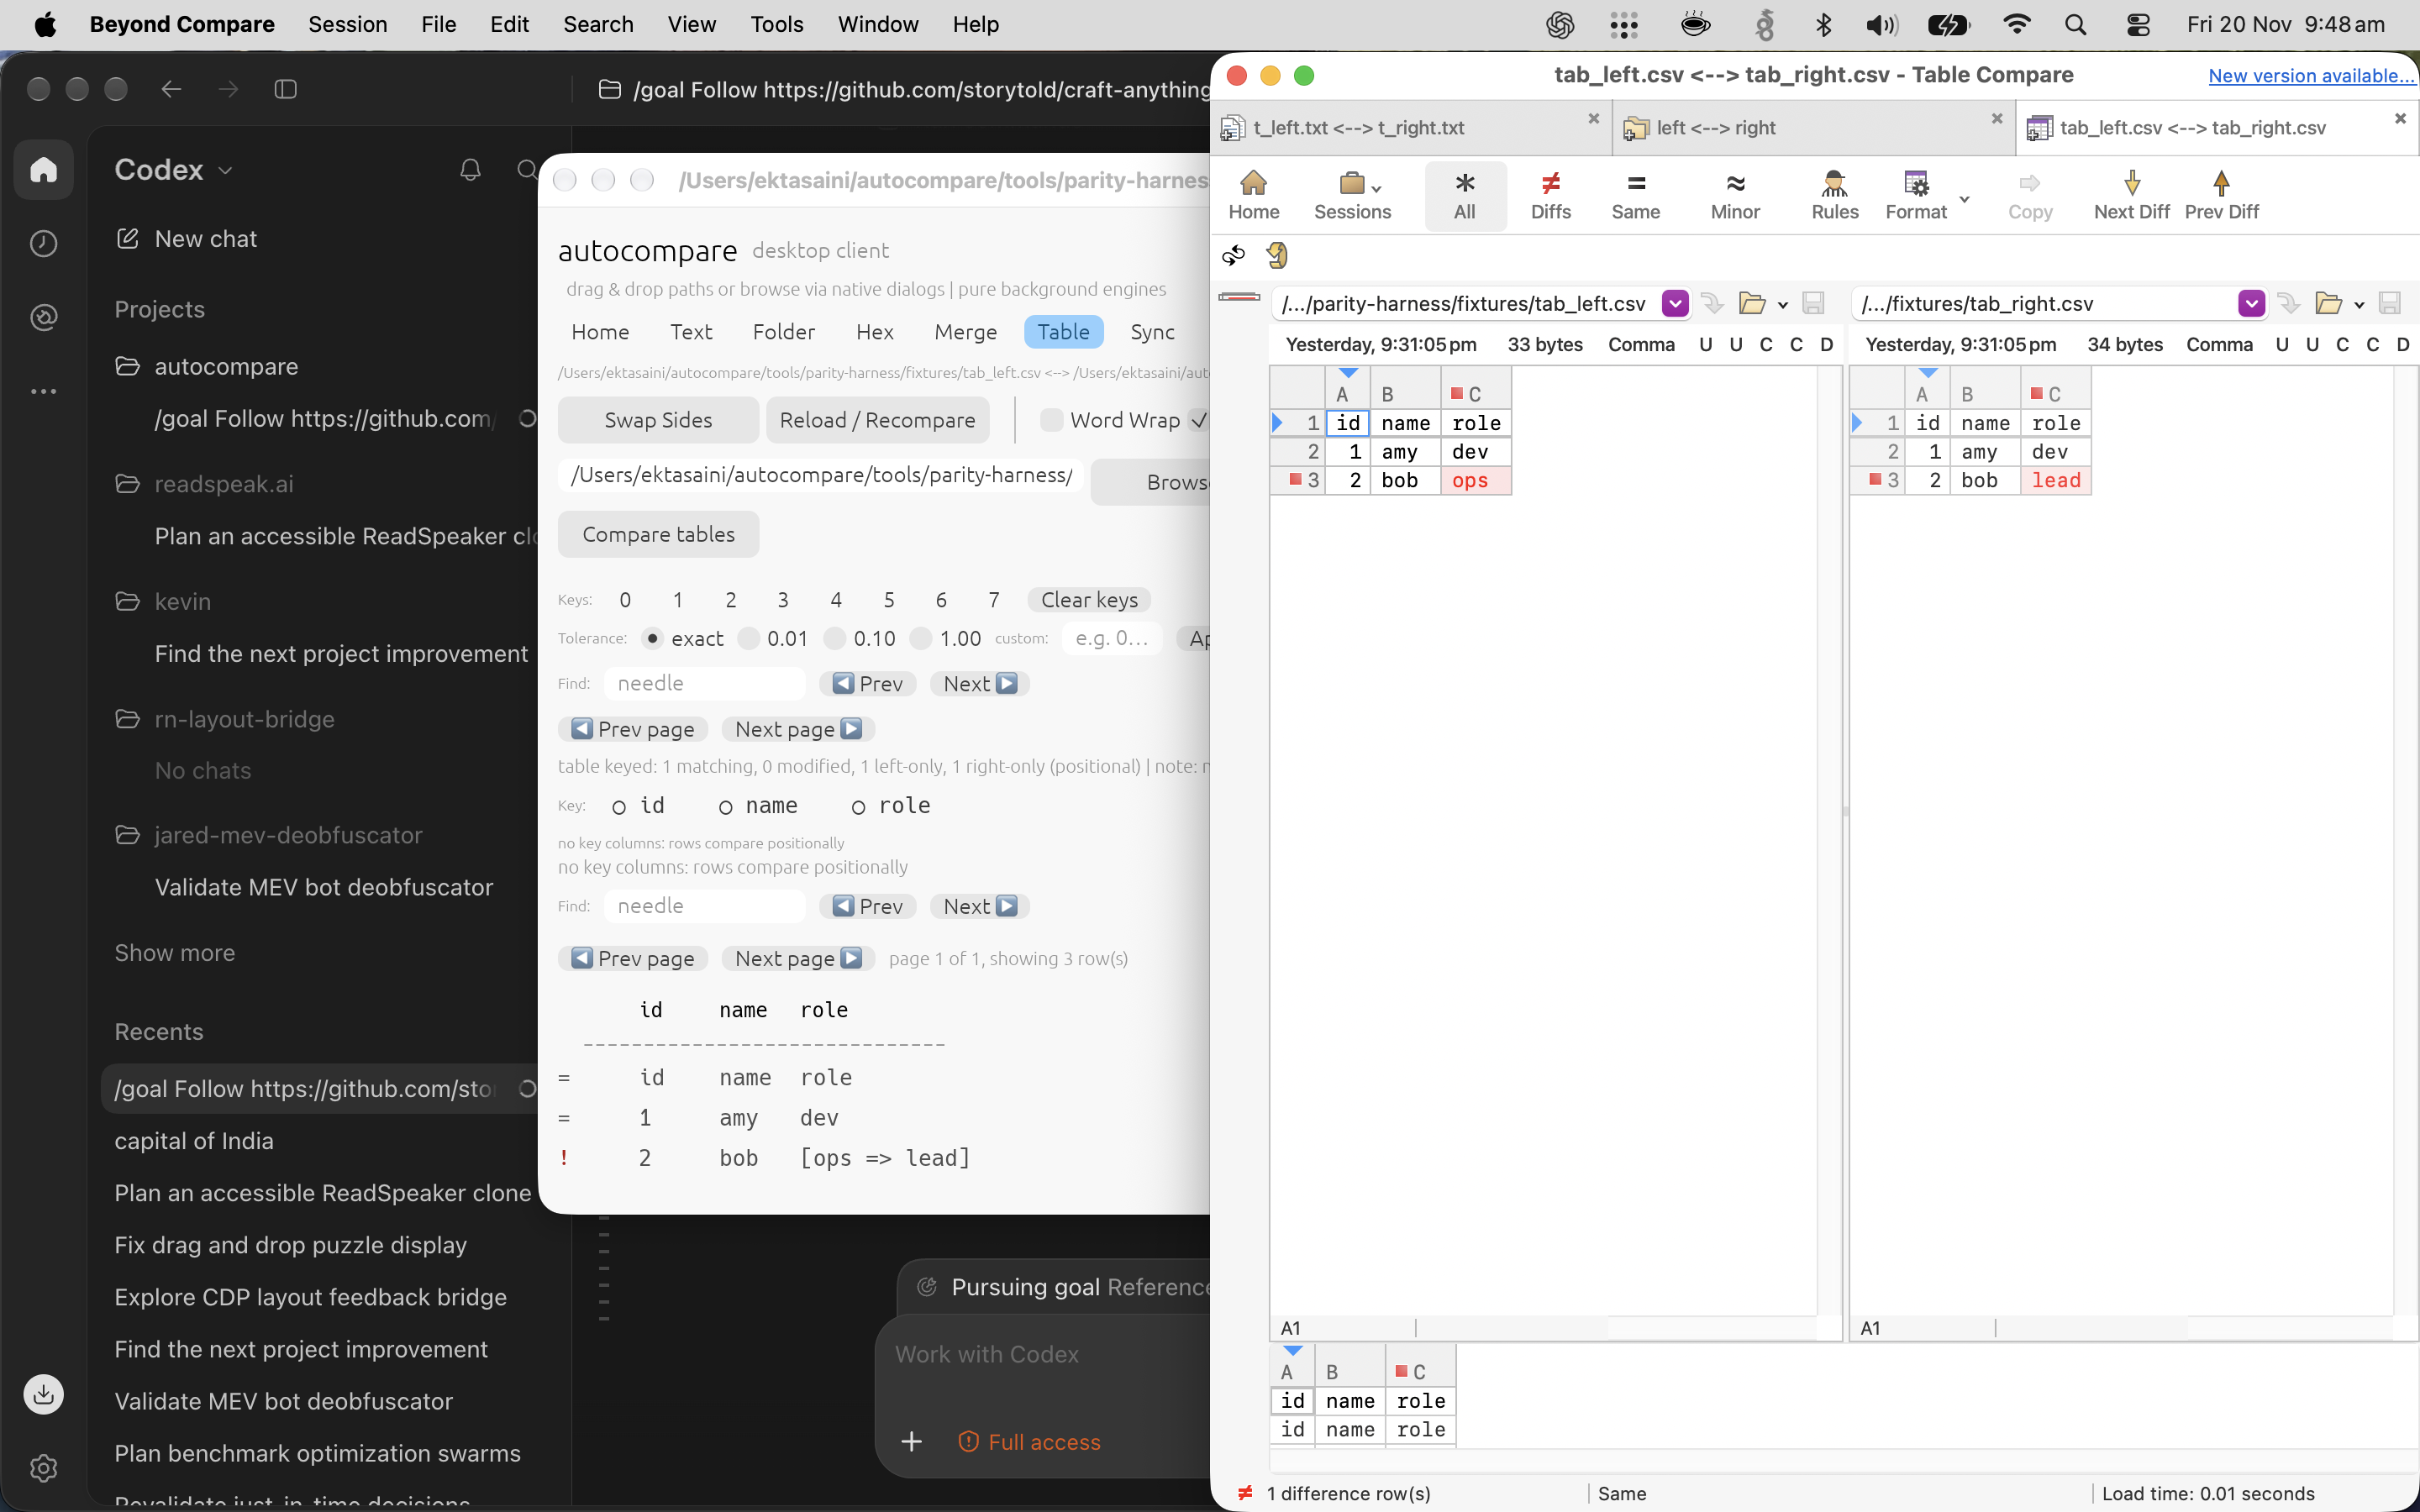 Beyond Compare Session File Edit Search View Tools Window Help Fri 20 Nov 9:48 am
/goal Follow https://github.com/storytold/craft-anything
Codex
New chat
Projects
autocompare
/goal Follow https://github.com/
readspeak.ai
Plan an accessible ReadSpeaker clo
kevin
Find the next project improvement
rn-layout-bridge
No chats
jared-mev-deobfuscator
Validate MEV bot deobfuscator
Show more
Recents
/goal Follow https://github.com/sto
capital of India
Plan an accessible ReadSpeaker clone
Fix drag and drop puzzle display
Explore CDP layout feedback bridge
Find the next project improvement
Validate MEV bot deobfuscator
Plan benchmark optimization swarms
Revalidate just-in-time decisions
/Users/ektasaini/autocompare/tools/parity-harnes
autocompare desktop client
drag & drop paths or browse via native dialogs | pure background engines
Home Text Folder Hex Merge Table Sync
/Users/ektasaini/autocompare/tools/parity-harness/fixtures/tab_left.csv <--> /Users/ektasaini/aut
Swap Sides Reload / Recompare Word Wrap
/Users/ektasaini/autocompare/tools/parity-harness/ Brows
Compare tables
Keys: 0 1 2 3 4 5 6 7 Clear keys
Tolerance: exact 0.01 0.10 1.00 custom: e.g. 0... Ap
Find: needle Prev Next
Prev page Next page
table keyed: 1 matching, 0 modified, 1 left-only, 1 right-only (positional) | note: r
Key: id name role
no key columns: rows compare positionally
no key columns: rows compare positionally
Find: needle Prev Next
Prev page Next page page 1 of 1, showing 3 row(s)
id name role
------------------------------
= id name role
= 1 amy dev
! 2 bob [ops => lead]
Pursuing goal Reference
Work with Codex
+ Full access
tab_left.csv <--> tab_right.csv - Table Compare New version available...
t_left.txt <--> t_right.txt left <--> right tab_left.csv <--> tab_right.csv
Home Sessions All Diffs Same Minor Rules Format Copy Next Diff Prev Diff
/.../parity-harness/fixtures/tab_left.csv /.../fixtures/tab_right.csv
Yesterday, 9:31:05 pm 33 bytes Comma U U C C D Yesterday, 9:31:05 pm 34 bytes Comma U U C C D
A B C A B C
1 id name role 1 id name role
2 1 amy dev 2 1 amy dev
3 2 bob ops 3 2 bob lead
A1 A1
A B C
id name role
id name role
1 difference row(s) Same Load time: 0.01 seconds